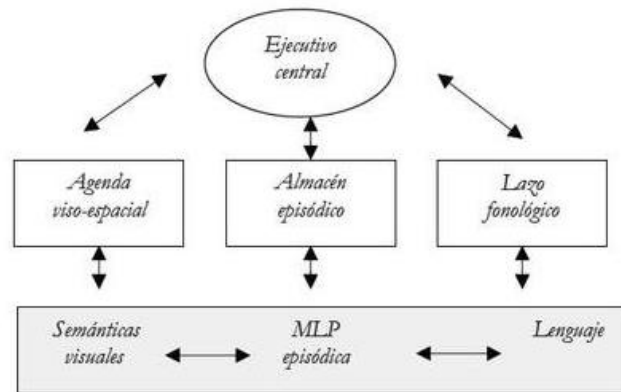 Ejecutivo
central
Agenda
viso-espacial
Almacén
episódico
Lazo
fonológico
Semánticas
visuales
MLP
episódica
Lenguaje